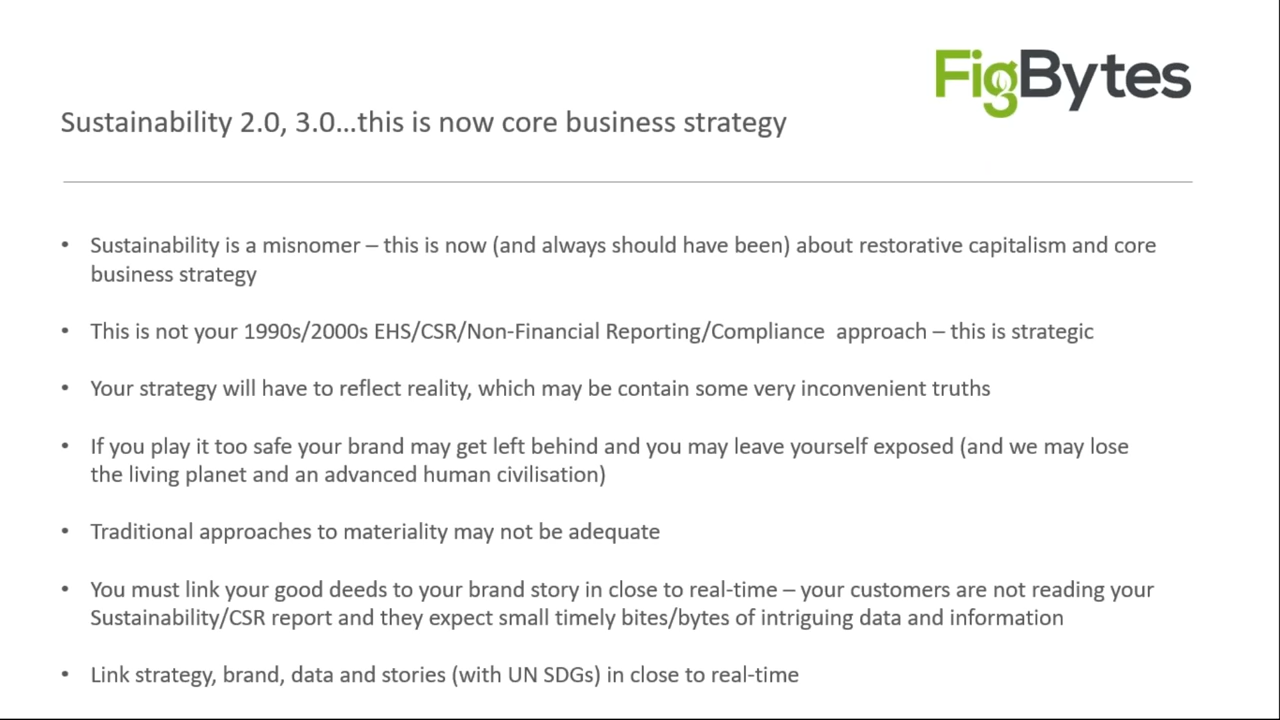 FigBytes
Sustainability 2.0, 3.0...this is now core business strategy
• Sustainability is a misnomer – this is now (and always should have been) about restorative capitalism and core
business strategy
• This is not your 1990s/2000s EHS/CSR/Non-Financial Reporting/Compliance  approach – this is strategic
• Your strategy will have to reflect reality, which may be contain some very inconvenient truths
• If you play it too safe your brand may get left behind and you may leave yourself exposed (and we may lose
the living planet and an advanced human civilisation)
• Traditional approaches to materiality may not be adequate
• You must link your good deeds to your brand story in close to real-time – your customers are not reading your
Sustainability/CSR report and they expect small timely bites/bytes of intriguing data and information
• Link strategy, brand, data and stories (with UN SDGs) in close to real-time